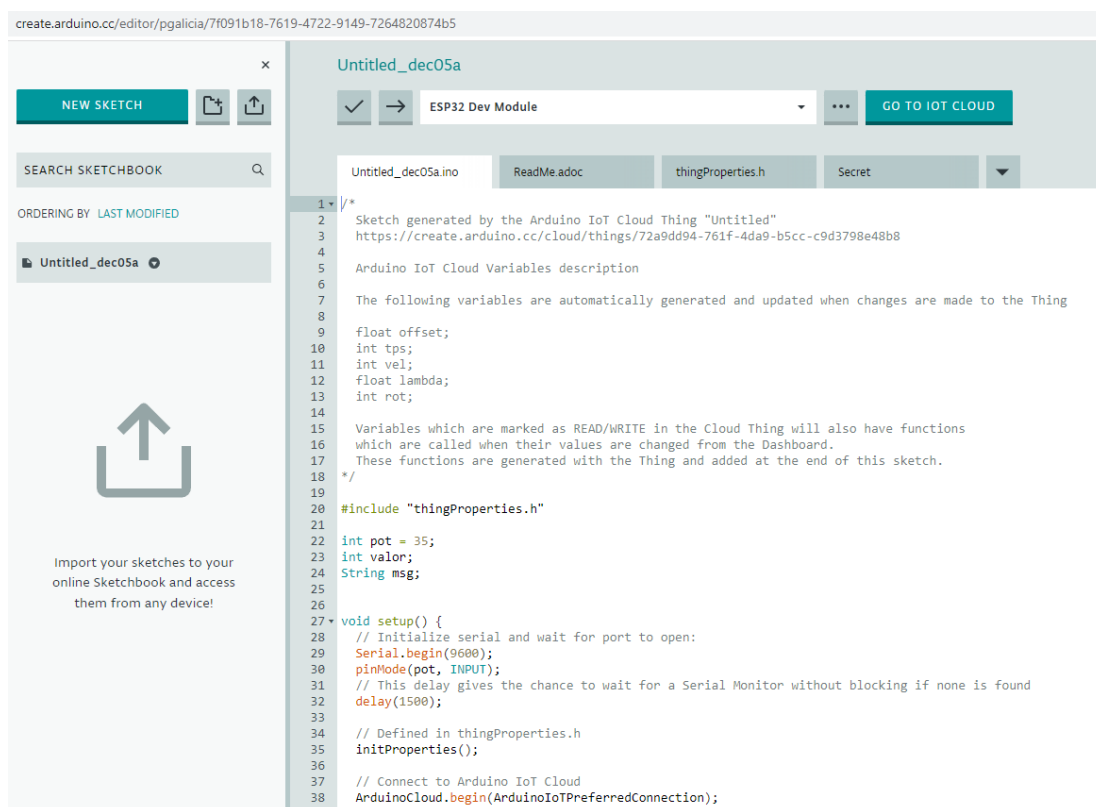 create.arduino.cc/editor/pgalicia/7f091b18-7619-4722-9149-7264820874b5
×
NEW SKETCH
SEARCH SKETCHBOOK
ORDERING BY LAST MODIFIED
Untitled_dec05a
Import your sketches to your
online Sketchbook and access
them from any device!
Untitled_dec05a
ESP32 Dev Module
GO TO IOT CLOUD
Untitled_dec05a.ino
ReadMe.adoc
thingProperties.h
Secret
1 /*
2 Sketch generated by the Arduino IoT Cloud Thing "Untitled"
3 https://create.arduino.cc/cloud/things/72a9dd94-761f-4da9-b5cc-c9d3798e48b8
4
5 Arduino IoT Cloud Variables description
6
7 The following variables are automatically generated and updated when changes are made to the Thing
8
9 float offset;
10 int tps;
11 int vel;
12 float lambda;
13 int rot;
14
15 Variables which are marked as READ/WRITE in the Cloud Thing will also have functions
16 which are called when their values are changed from the Dashboard.
17 These functions are generated with the Thing and added at the end of this sketch.
18 */
19
20 #include "thingProperties.h"
21
22 int pot = 35;
23 int valor;
24 String msg;
25
26
27 void setup() {
28 // Initialize serial and wait for port to open:
29 Serial.begin(9600);
30 pinMode(pot, INPUT);
31 // This delay gives the chance to wait for a Serial Monitor without blocking if none is found
32 delay(1500);
33
34 // Defined in thingProperties.h
35 initProperties();
36
37 // Connect to Arduino IoT Cloud
38 ArduinoCloud.begin(ArduinoIoTPreferredConnection);